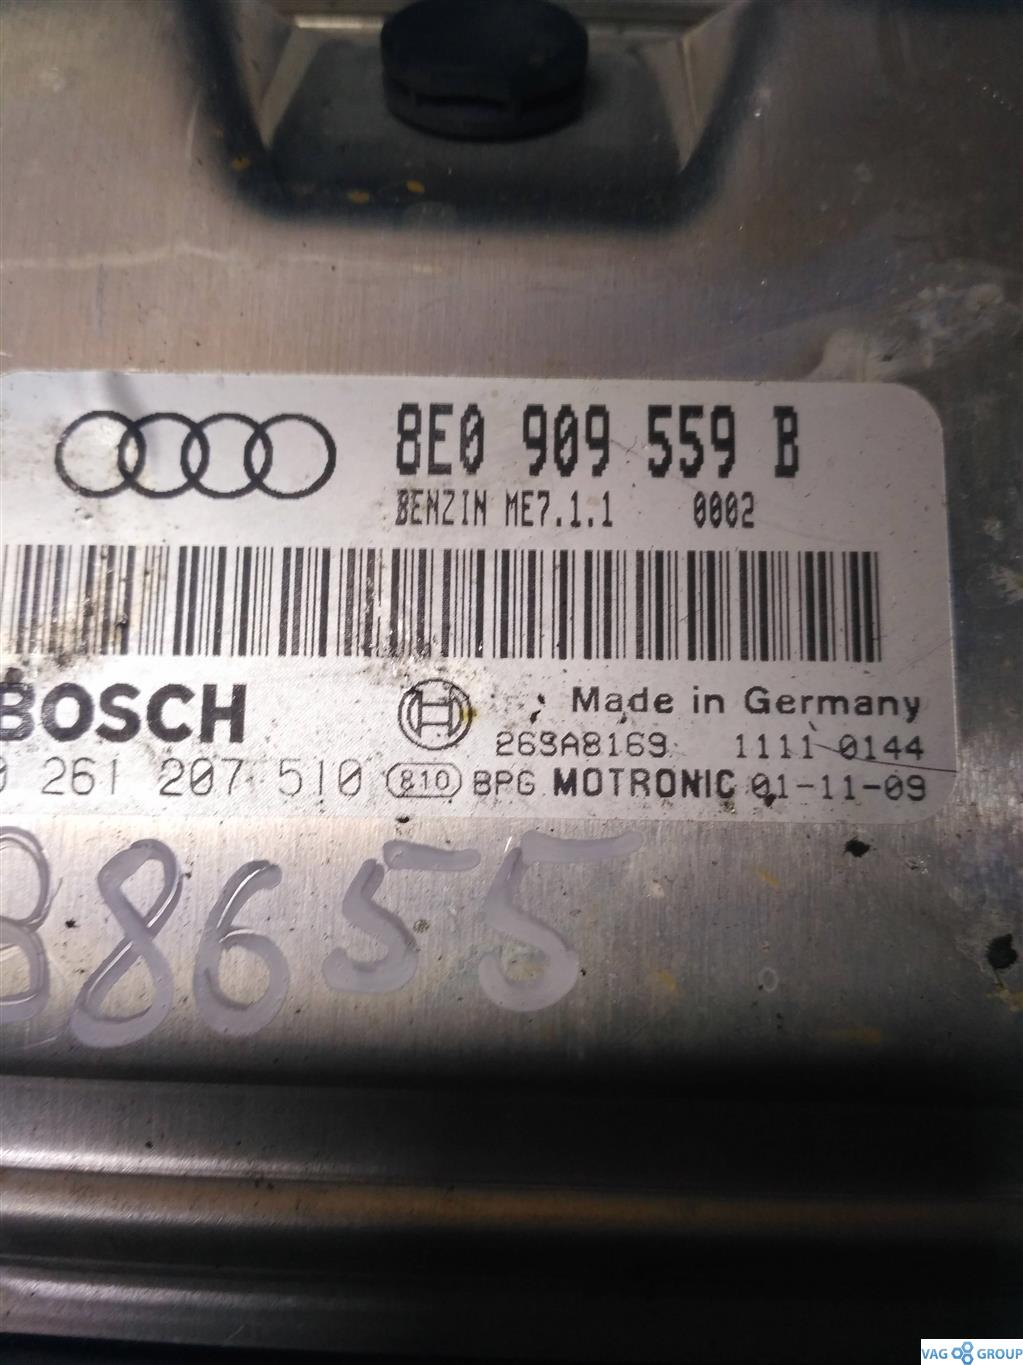 8E0 909 559 B
BENZIN ME7.1.1 0002
BOSCH
Made in Germany
263A8169 1111 0144
0 261 207 510 810 BPG MOTRONIC 01-11-09
38655
VAG GROUP